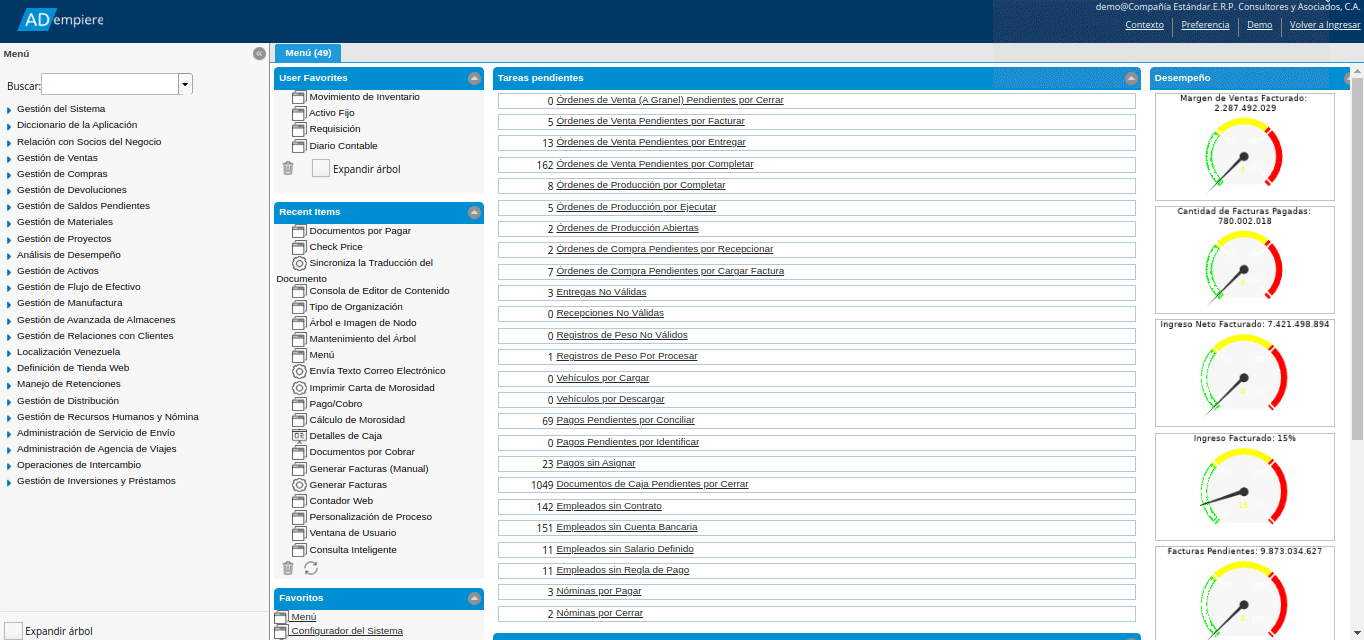 ADempiere
demo@Compañía Estándar.E.R.P. Consultores y Asociados, C.A.
Contexto Preferencia Demo Volver a Ingresar
Menú
Buscar:
Gestión del Sistema
Diccionario de la Aplicación
Relación con Socios del Negocio
Gestión de Ventas
Gestión de Compras
Gestión de Devoluciones
Gestión de Saldos Pendientes
Gestión de Materiales
Gestión de Proyectos
Análisis de Desempeño
Gestión de Activos
Gestión de Flujo de Efectivo
Gestión de Manufactura
Gestión de Avanzada de Almacenes
Gestión de Relaciones con Clientes
Localización Venezuela
Definición de Tienda Web
Manejo de Retenciones
Gestión de Distribución
Gestión de Recursos Humanos y Nómina
Administración de Servicio de Envío
Administración de Agencia de Viajes
Operaciones de Intercambio
Gestión de Inversiones y Préstamos
Expandir árbol
Menú (49)
User Favorites
Movimiento de Inventario
Activo Fijo
Requisición
Diario Contable
Expandir árbol
Recent Items
Documentos por Pagar
Check Price
Sincroniza la Traducción del
Documento
Consola de Editor de Contenido
Tipo de Organización
Árbol e Imagen de Nodo
Mantenimiento del Árbol
Menú
Envía Texto Correo Electrónico
Imprimir Carta de Morosidad
Pago/Cobro
Cálculo de Morosidad
Detalles de Caja
Documentos por Cobrar
Generar Facturas (Manual)
Generar Facturas
Contador Web
Personalización de Proceso
Ventana de Usuario
Consulta Inteligente
Favoritos
Menú
Configurador del Sistema
Tareas pendientes
0 Órdenes de Venta (A Granel) Pendientes por Cerrar
5 Órdenes de Venta Pendientes por Facturar
13 Órdenes de Venta Pendientes por Entregar
162 Órdenes de Venta Pendientes por Completar
8 Órdenes de Producción por Completar
5 Órdenes de Producción por Ejecutar
2 Órdenes de Producción Abiertas
2 Órdenes de Compra Pendientes por Recepcionar
7 Órdenes de Compra Pendientes por Cargar Factura
3 Entregas No Válidas
0 Recepciones No Válidas
0 Registros de Peso No Válidos
1 Registros de Peso Por Procesar
0 Vehículos por Cargar
0 Vehículos por Descargar
69 Pagos Pendientes por Conciliar
0 Pagos Pendientes por Identificar
23 Pagos sin Asignar
1049 Documentos de Caja Pendientes por Cerrar
142 Empleados sin Contrato
151 Empleados sin Cuenta Bancaria
11 Empleados sin Salario Definido
11 Empleados sin Regla de Pago
3 Nóminas por Pagar
2 Nóminas por Cerrar
Desempeño
Margen de Ventas Facturado:
2.287.492.029
0
Cantidad de Facturas Pagadas:
780.002.018
0
Ingreso Neto Facturado: 7.421.498.894
0
Ingreso Facturado: 15%
15
Facturas Pendientes: 9.873.034.627
0